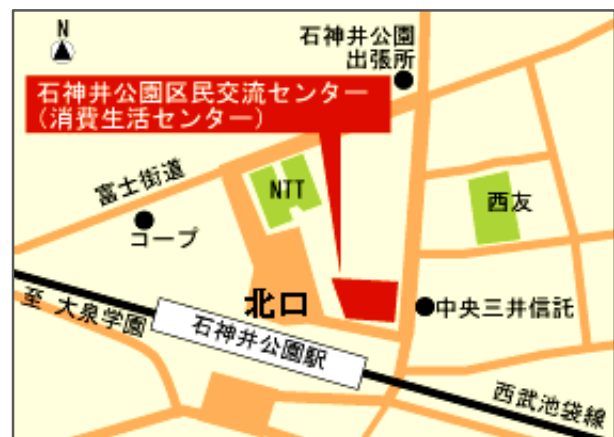 N
石神井公園
出張所
石神井公園区民交流センター
(消費生活センター)
富士街道
NTT
西友
コープ
北口
中央三井信託
至 大泉学園
石神井公園駅
西武池袋線